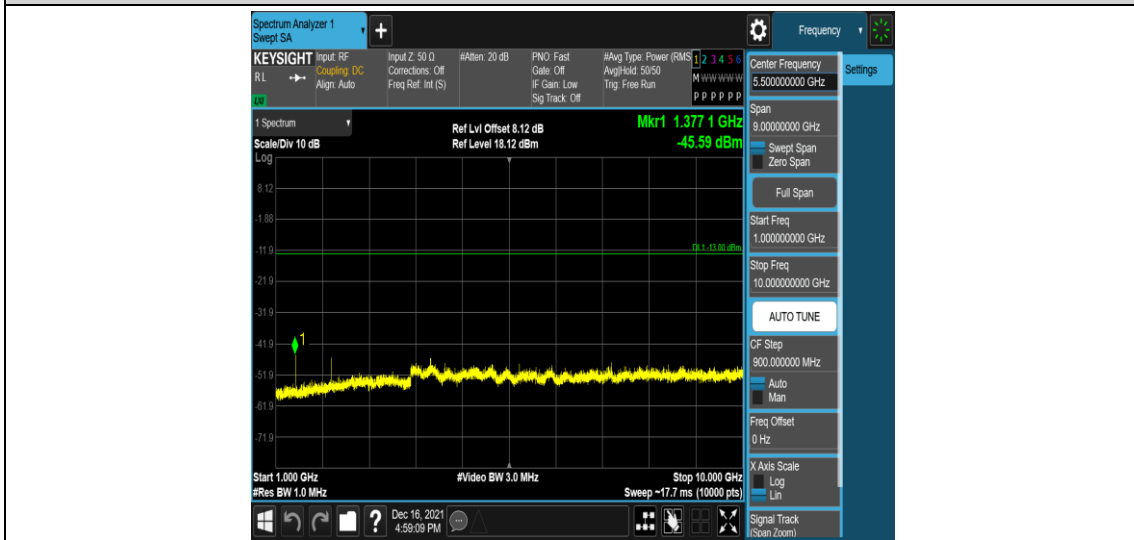 Spectrum Analyzer 1
Swept SA
+
Frequency
KEYSIGHT
RL
LXI
Input: RF
Coupling: DC
Align: Auto
Input Z: 50 Ω
Corrections: Off
Freq Ref: Int (S)
#Atten: 20 dB
PNO: Fast
Gate: Off
IF Gain: Low
Sig Track: Off
#Avg Type: Power (RMS
Avg|Hold: 50/50
Trig: Free Run
1 2 3 4 5 6
M W W W W W
P P P P P P
1 Spectrum
Scale/Div 10 dB
Log
Ref Lvl Offset 8.12 dB
Ref Level 18.12 dBm
Mkr1 1.377 1 GHz
-45.59 dBm
8.12
-1.88
-11.9
DL1 -13.00 dBm
-21.9
-31.9
-41.9
1
-51.9
-61.9
-71.9
Start 1.000 GHz
#Res BW 1.0 MHz
#Video BW 3.0 MHz
Stop 10.000 GHz
Sweep ~17.7 ms (10000 pts)
Center Frequency
5.50000000 GHz
Settings
Span
9.00000000 GHz
Swept Span
Zero Span
Full Span
Start Freq
1.000000000 GHz
Stop Freq
10.000000000 GHz
AUTO TUNE
CF Step
900.000000 MHz
Auto
Man
Freq Offset
0 Hz
X Axis Scale
Log
Lin
Signal Track
(Span Zoom)
?
Dec 16, 2021
4:59:09 PM